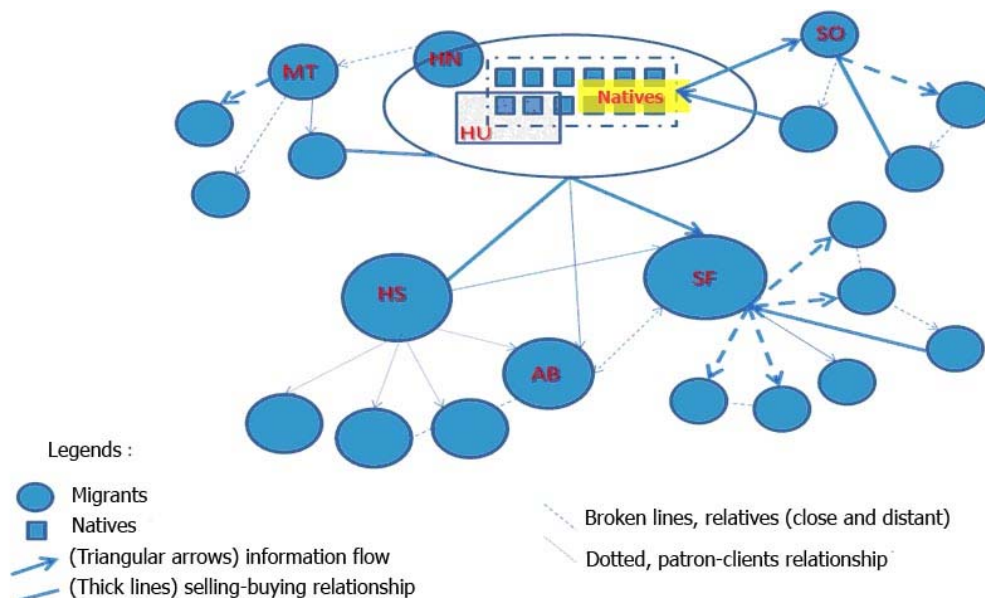 SO
HN
MT
Natives
HU
HS
SF
AB
Legends :
Migrants
Natives
(Triangular arrows) information flow
(Thick lines) selling-buying relationship
Broken lines, relatives (close and distant)
Dotted, patron-clients relationship